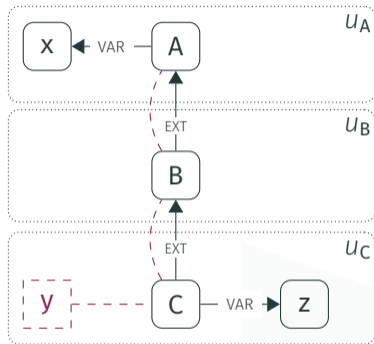 u_A
x VAR A
EXT
u_B
B
EXT
u_C
y C VAR z